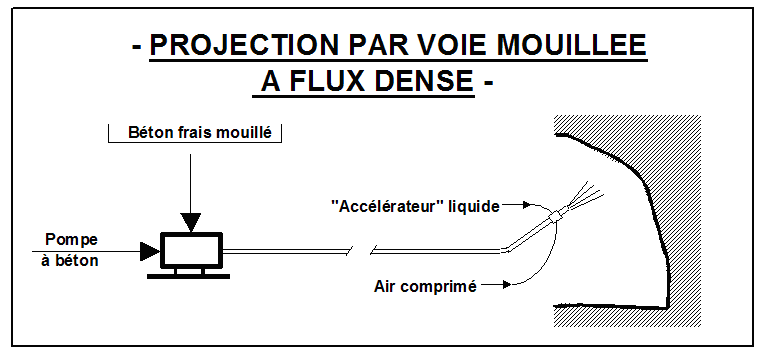 - PROJECTION PAR VOIE MOUILLEE
A FLUX DENSE -
Béton frais mouillé
"Accélérateur" liquide
Pompe
à béton
Air comprimé